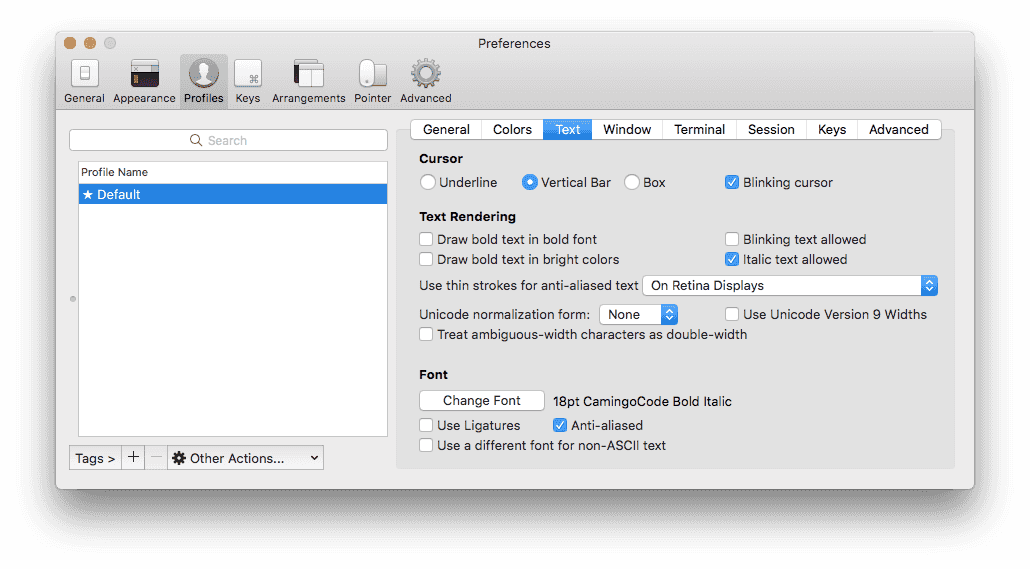 Preferences
General Appearance Profiles Keys Arrangements Pointer Advanced
Search
Profile Name
★ Default
Tags > + − Other Actions...
General Colors Text Window Terminal Session Keys Advanced
Cursor
Underline Vertical Bar Box Blinking cursor
Text Rendering
Draw bold text in bold font Blinking text allowed
Draw bold text in bright colors Italic text allowed
Use thin strokes for anti-aliased text On Retina Displays
Unicode normalization form: None Use Unicode Version 9 Widths
Treat ambiguous-width characters as double-width
Font
Change Font 18pt CamingoCode Bold Italic
Use Ligatures Anti-aliased
Use a different font for non-ASCII text